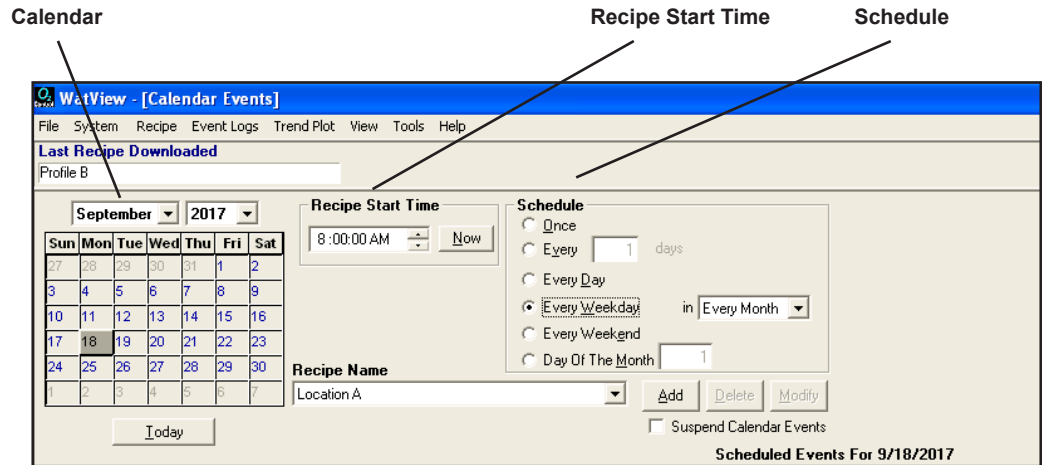 Calendar Recipe Start Time Schedule
WatView - [Calendar Events]
File System Recipe Event Logs Trend Plot View Tools Help
Last Recipe Downloaded
Profile B
September 2017
Sun Mon Tue Wed Thu Fri Sat
27 28 29 30 31 1 2
3 4 5 6 7 8 9
10 11 12 13 14 15 16
17 18 19 20 21 22 23
24 25 26 27 28 29 30
1 2 3 4 5 6 7
Today
Recipe Start Time
8:00:00 AM Now
Schedule
Once
Every 1 days
Every Day
Every Weekday in Every Month
Every Weekend
Day Of The Month 1
Recipe Name
Location A
Add Delete Modify
Suspend Calendar Events
Scheduled Events For 9/18/2017